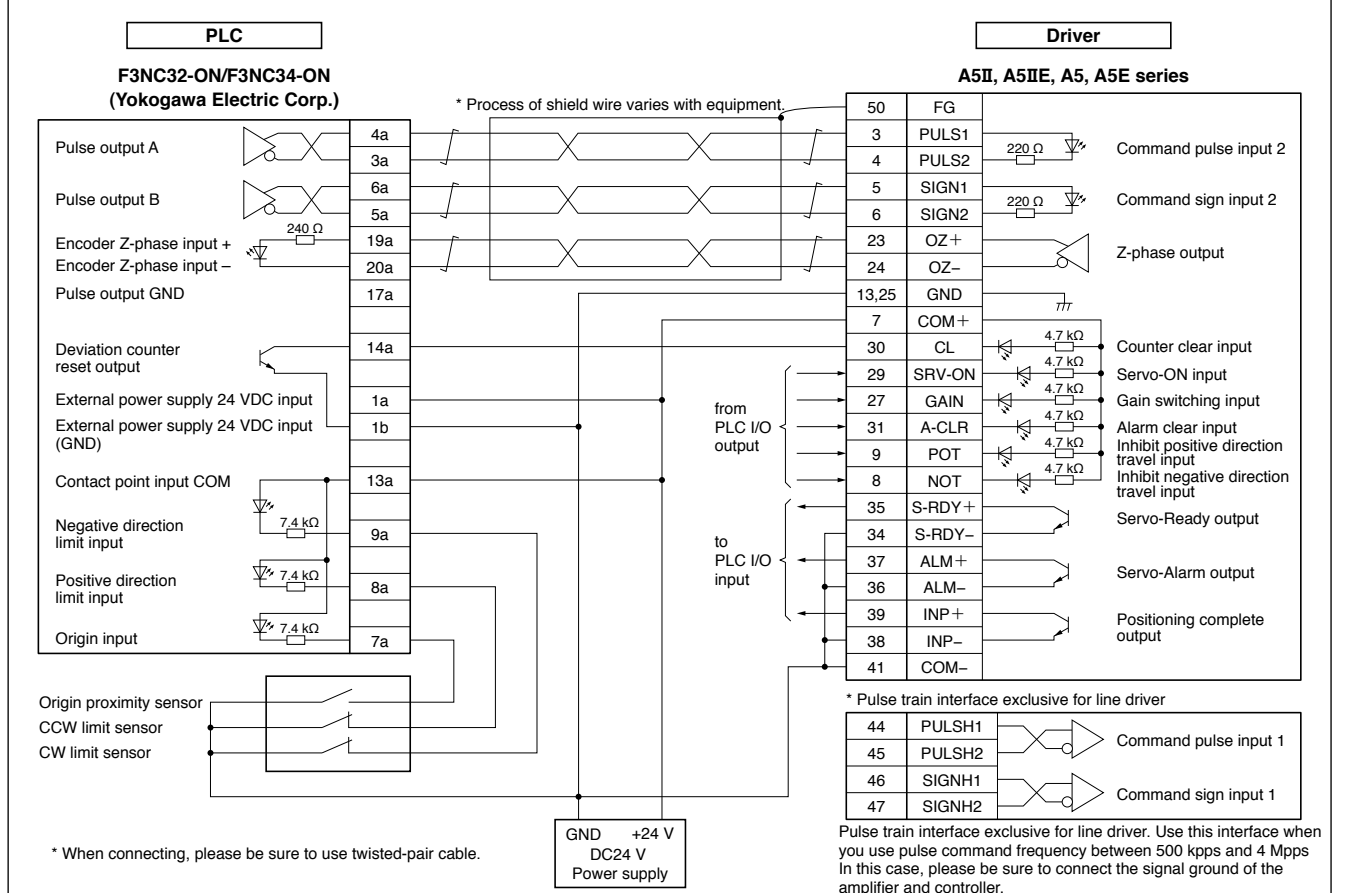 PLC
Driver
F3NC32-ON/F3NC34-ON
(Yokogawa Electric Corp.)
A5II, A5IIE, A5, A5E series
* Process of shield wire varies with equipment.
50 FG
Pulse output A
4a
3 PULS1
220 Ω
Command pulse input 2
3a
4 PULS2
Pulse output B
6a
5 SIGN1
220 Ω
Command sign input 2
5a
6 SIGN2
240 Ω
Encoder Z-phase input +
19a
23 OZ+
Z-phase output
Encoder Z-phase input –
20a
24 OZ–
Pulse output GND
17a
13,25 GND
7 COM+
Deviation counter
reset output
14a
30 CL
4.7 kΩ
Counter clear input
29 SRV-ON
4.7 kΩ
Servo-ON input
External power supply 24 VDC input
1a
27 GAIN
4.7 kΩ
Gain switching input
External power supply 24 VDC input
(GND)
1b
31 A-CLR
4.7 kΩ
Alarm clear input
from
PLC I/O
output
9 POT
4.7 kΩ
Inhibit positive direction
travel input
Contact point input COM
13a
8 NOT
4.7 kΩ
Inhibit negative direction
travel input
35 S-RDY+
Servo-Ready output
Negative direction
limit input
7.4 kΩ
9a
34 S-RDY–
to
PLC I/O
input
37 ALM+
Servo-Alarm output
Positive direction
limit input
7.4 kΩ
8a
36 ALM–
39 INP+
Positioning complete
output
Origin input
7.4 kΩ
7a
38 INP–
41 COM–
Origin proximity sensor
CCW limit sensor
CW limit sensor
* Pulse train interface exclusive for line driver
44 PULSH1
45 PULSH2
Command pulse input 1
46 SIGNH1
47 SIGNH2
Command sign input 1
GND +24 V
DC24 V
Power supply
* When connecting, please be sure to use twisted-pair cable.
Pulse train interface exclusive for line driver. Use this interface when
you use pulse command frequency between 500 kpps and 4 Mpps
In this case, please be sure to connect the signal ground of the
amplifier and controller.